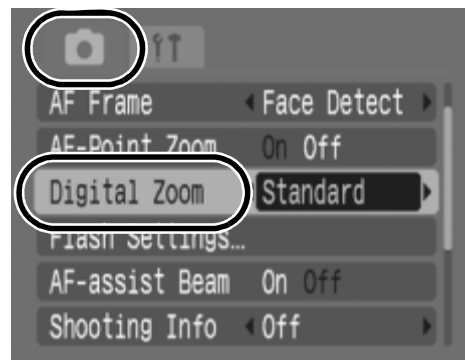 AF Frame Face Detect
AF-Point Zoom On Off
Digital Zoom Standard
Flash Settings...
AF-assist Beam On Off
Shooting Info Off